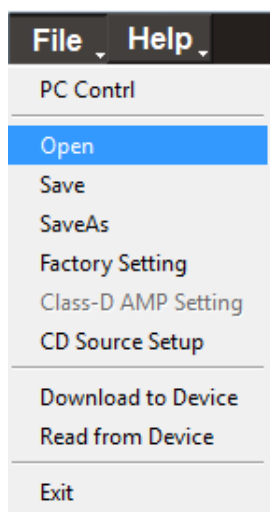 File Help
PC Contrl
Open
Save
SaveAs
Factory Setting
Class-D AMP Setting
CD Source Setup
Download to Device
Read from Device
Exit